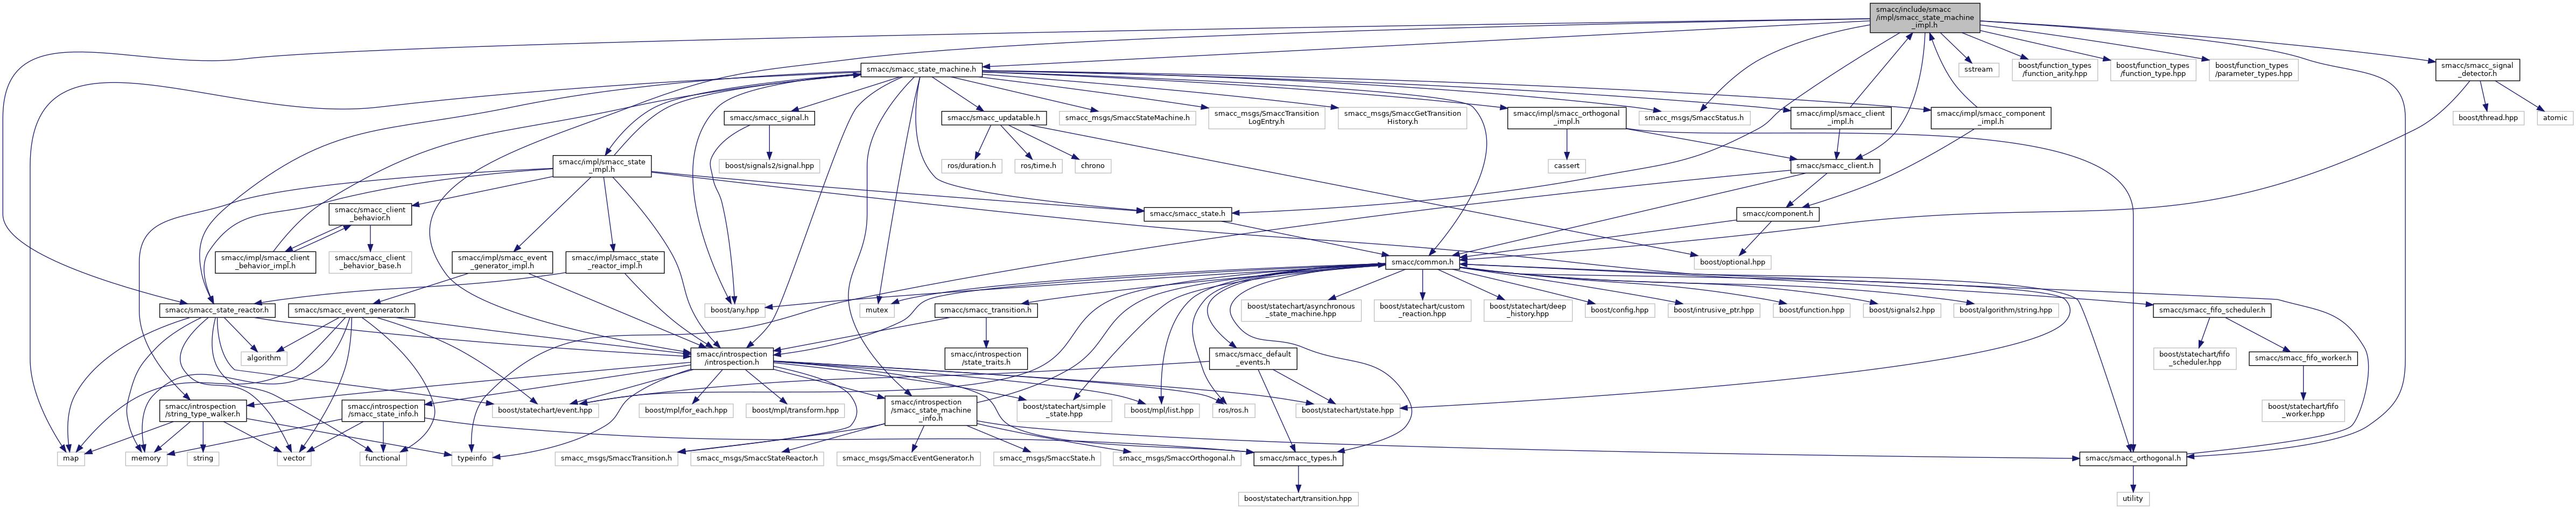 smacc/include/smacc
/impl/smacc_state_machine
_impl.h
smacc/smacc_state_machine.h
sstream
boost/function_types
/function_arity.hpp
boost/function_types
/function_type.hpp
boost/function_types
/parameter_types.hpp
smacc/smacc_signal
_detector.h
smacc/smacc_signal.h
smacc/smacc_updatable.h
smacc_msgs/SmaccStateMachine.h
smacc_msgs/SmaccTransition
LogEntry.h
smacc_msgs/SmaccGetTransition
History.h
smacc/impl/smacc_orthogonal
_impl.h
smacc_msgs/SmaccStatus.h
smacc/impl/smacc_client
_impl.h
smacc/impl/smacc_component
_impl.h
boost/thread.hpp
atomic
smacc/impl/smacc_state
_impl.h
boost/signals2/signal.hpp
ros/duration.h
ros/time.h
chrono
cassert
smacc/smacc_client.h
smacc/smacc_client
_behavior.h
smacc/smacc_state.h
smacc/component.h
smacc/impl/smacc_client
_behavior_impl.h
smacc/smacc_client
_behavior_base.h
smacc/impl/smacc_event
_generator_impl.h
smacc/impl/smacc_state
_reactor_impl.h
smacc/common.h
boost/optional.hpp
smacc/smacc_state_reactor.h
smacc/smacc_event_generator.h
boost/any.hpp
mutex
smacc/smacc_transition.h
boost/statechart/asynchronous
_state_machine.hpp
boost/statechart/custom
_reaction.hpp
boost/statechart/deep
_history.hpp
boost/config.hpp
boost/intrusive_ptr.hpp
boost/function.hpp
boost/signals2.hpp
boost/algorithm/string.hpp
smacc/smacc_fifo_scheduler.h
algorithm
smacc/introspection
/introspection.h
smacc/introspection
/state_traits.h
smacc/smacc_default
_events.h
boost/statechart/fifo
_scheduler.hpp
smacc/smacc_fifo_worker.h
smacc/introspection
/string_type_walker.h
smacc/introspection
/smacc_state_info.h
boost/statechart/event.hpp
boost/mpl/for_each.hpp
boost/mpl/transform.hpp
smacc/introspection
/smacc_state_machine
_info.h
boost/statechart/simple
_state.hpp
boost/mpl/list.hpp
ros/ros.h
boost/statechart/state.hpp
boost/statechart/fifo
_worker.hpp
map
memory
string
vector
functional
typeinfo
smacc_msgs/SmaccTransition
smacc_msgs/SmaccStateReactor.h
smacc_msgs/SmaccEventGenerator.h
smacc_msgs/SmaccState.h
smacc_msgs/SmaccOrthogonal.h
smacc/smacc_types.h
smacc/smacc_orthogonal.h
boost/statechart/transition.hpp
utility